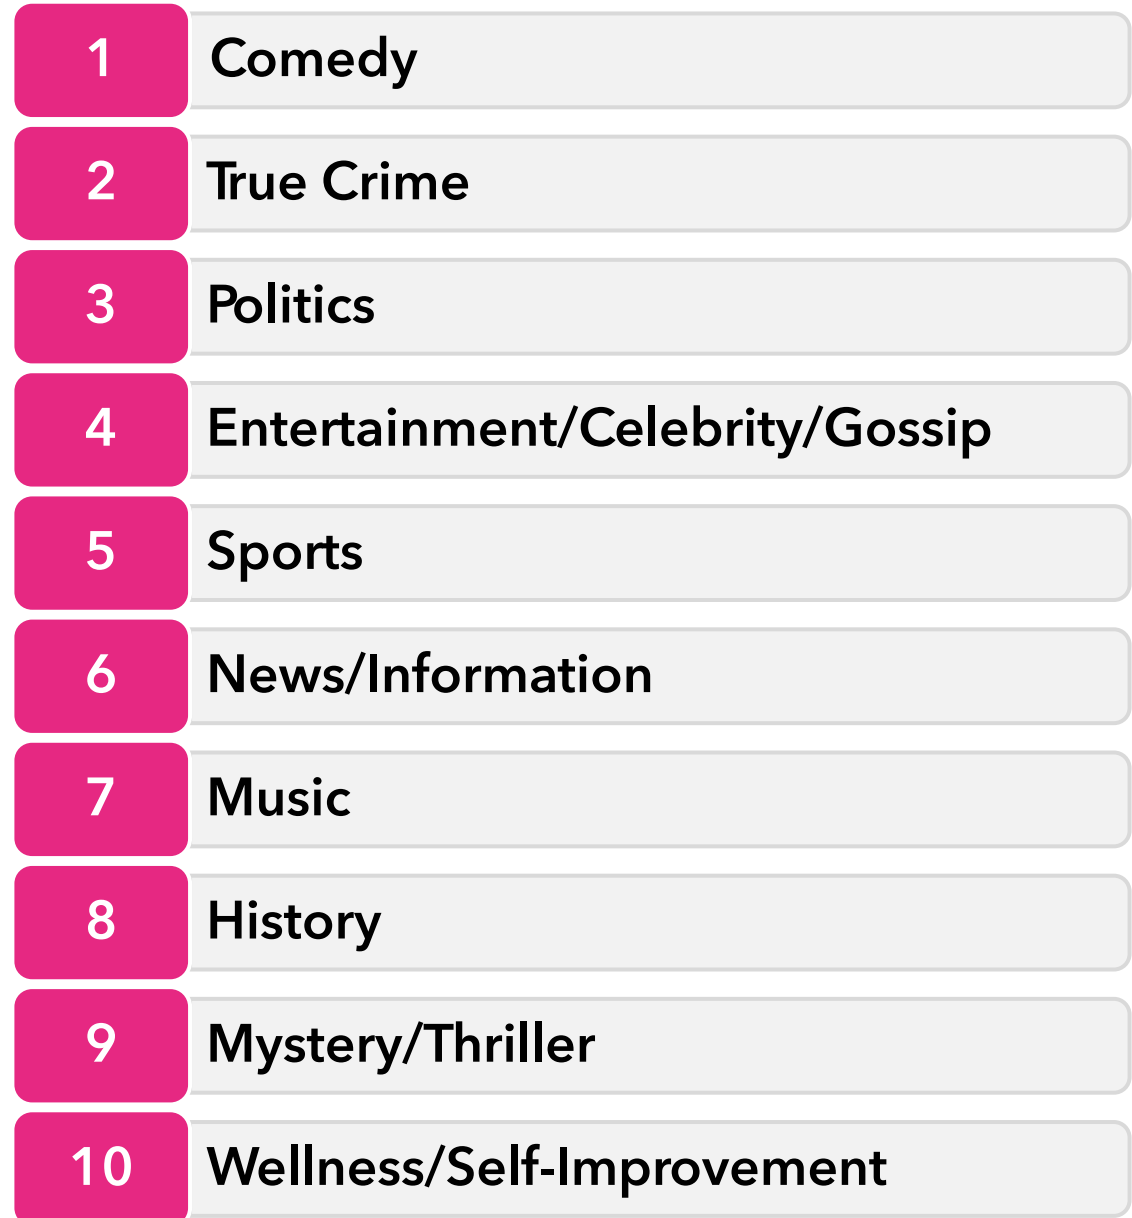 1 Comedy
2 True Crime
3 Politics
4 Entertainment/Celebrity/Gossip
5 Sports
6 News/Information
7 Music
8 History
9 Mystery/Thriller
10 Wellness/Self-Improvement